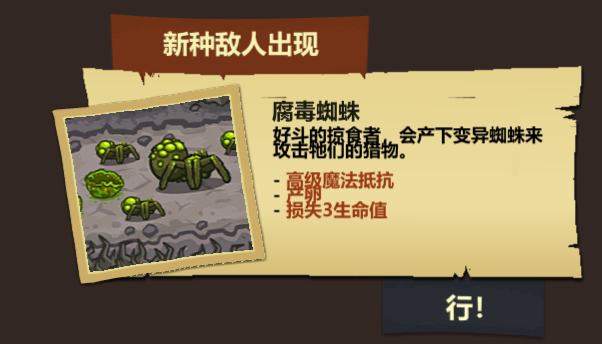 新种敌人出现
腐毒蜘蛛
好斗的掠食者，会产下变异蜘蛛来
攻击牠们的猎物。
- 高级魔法抵抗
- 产卵
- 损失3生命值
行!